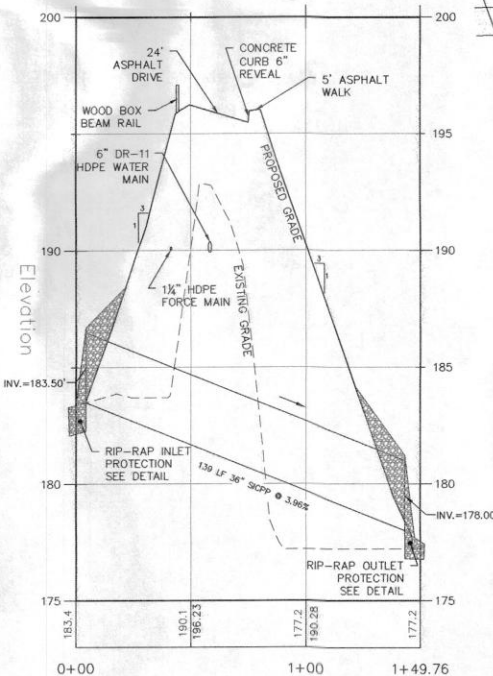 200
200
24'
ASPHALT
DRIVE
CONCRETE
CURB 6"
REVEAL
5' ASPHALT
WALK
WOOD BOX
BEAM RAIL
195
195
6" DR-11
HDPE WATER
MAIN
PROPOSED GRADE
3
1
190
190
3
1
1¼" HDPE
FORCE MAIN
EXISTING GRADE
Elevation
185
INV.=183.50'
RIP-RAP INLET
PROTECTION
SEE DETAIL
180
180
139 LF 36" SICPP @ 3.96%
INV.=178.00
RIP-RAP OUTLET
PROTECTION
SEE DETAIL
175
175
183.4
190.1
196.23
177.2
190.28
177.2
0+00
1+00
1+49.76